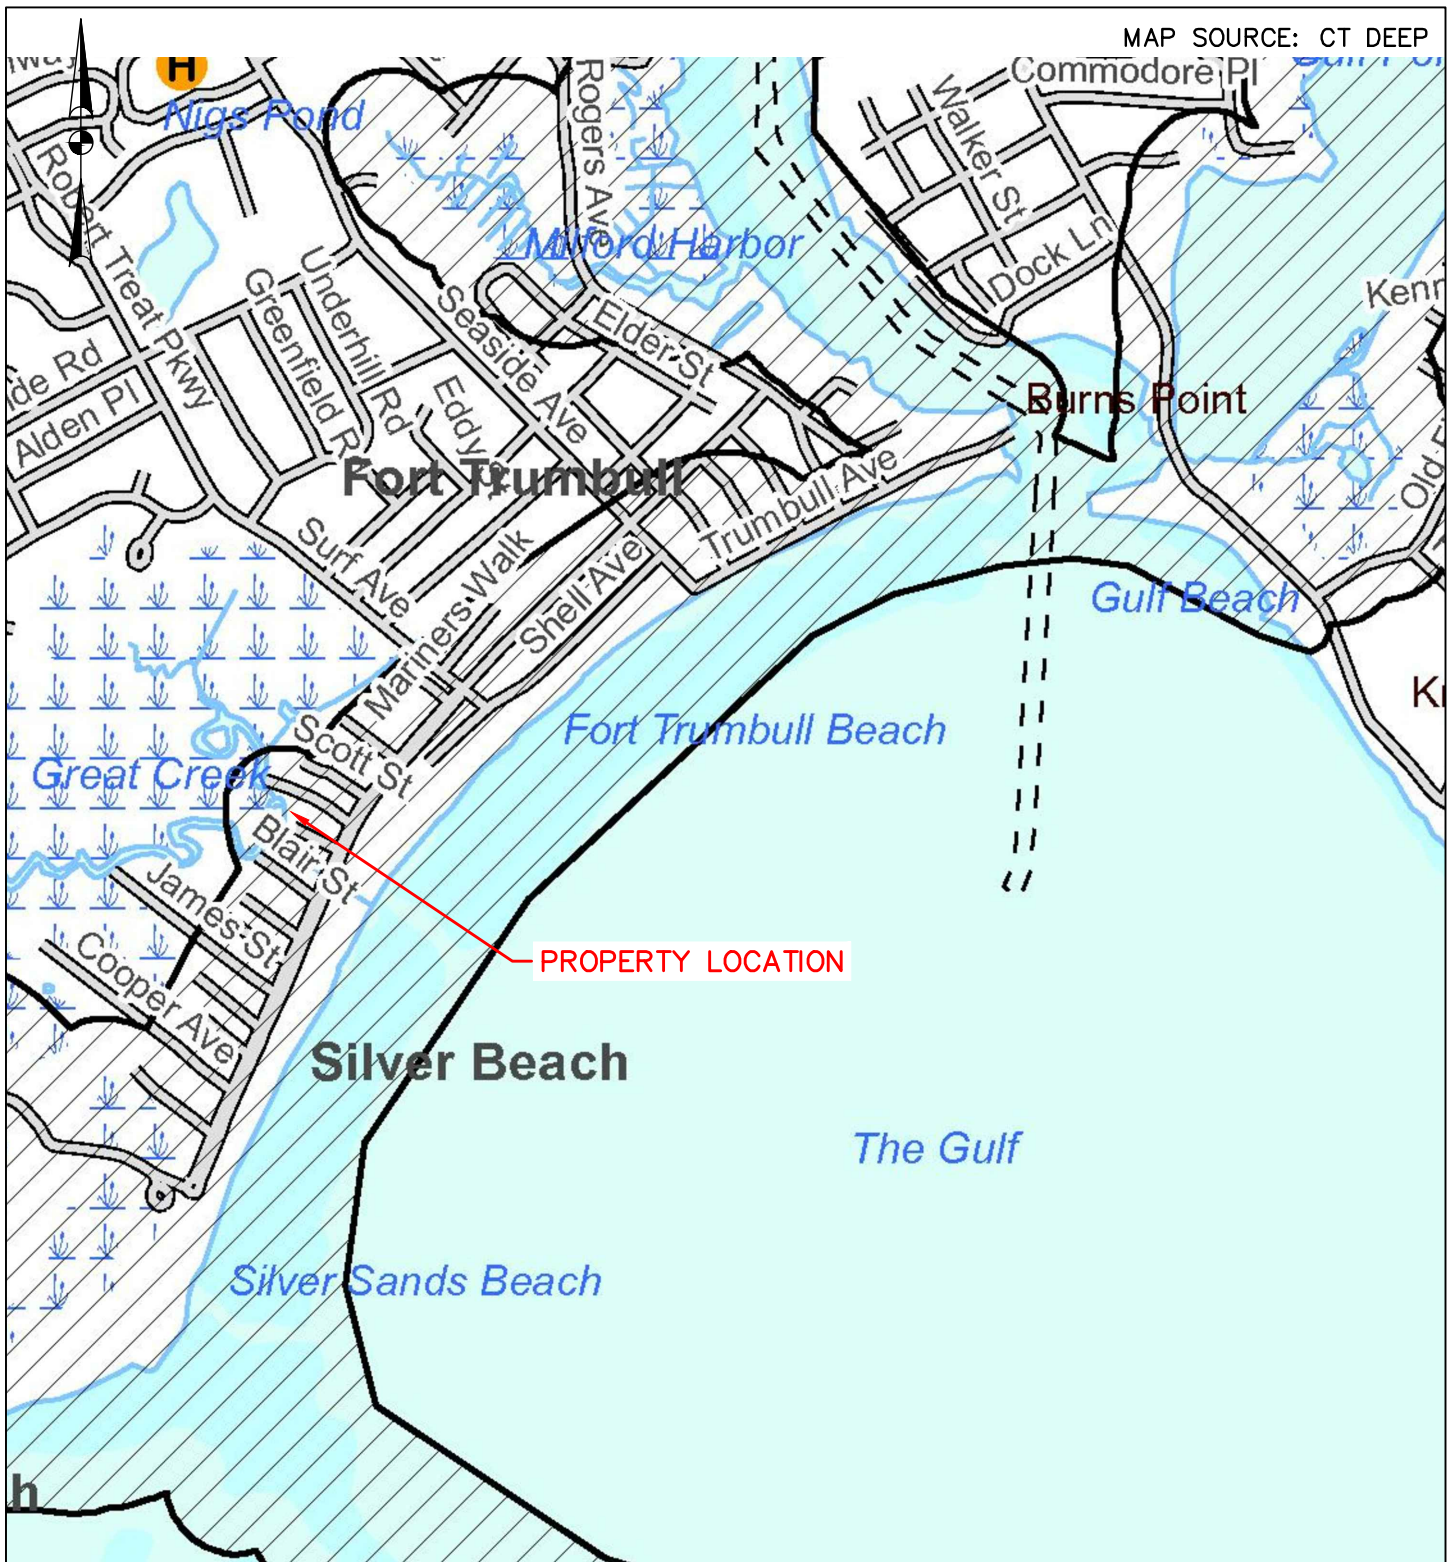 MAP SOURCE: CT DEEP
H
Commodore Pl
Nigs Pond
Rogers Ave
Walker St
Robert Treat Pkwy
Milford Harbor
Dock Ln
Underhill Rd
Greenfield R
Seaside Ave
Elder St
Kenn
de Rd
Alden Pl
Eddy
Burns Point
Fort Trumbull
Trumbull Ave
Old
Surf Ave
Mariners Walk
Shell Ave
Gulf Beach
Scott St
Fort Trumbull Beach
Great Creek
Blair St
James St
PROPERTY LOCATION
Cooper Ave
Silver Beach
The Gulf
Silver Sands Beach
h